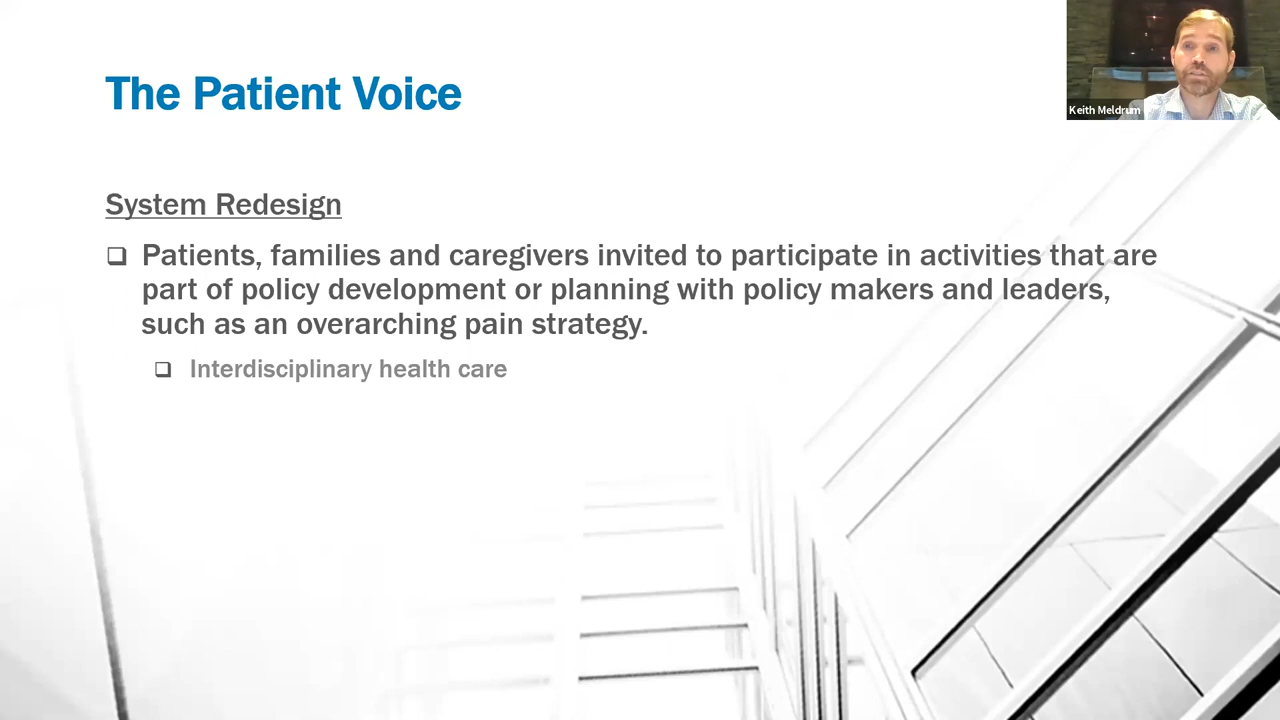 The Patient Voice
Keith Meldrum
System Redesign
Patients, families and caregivers invited to participate in activities that are
part of policy development or planning with policy makers and leaders,
such as an overarching pain strategy.
Interdisciplinary health care